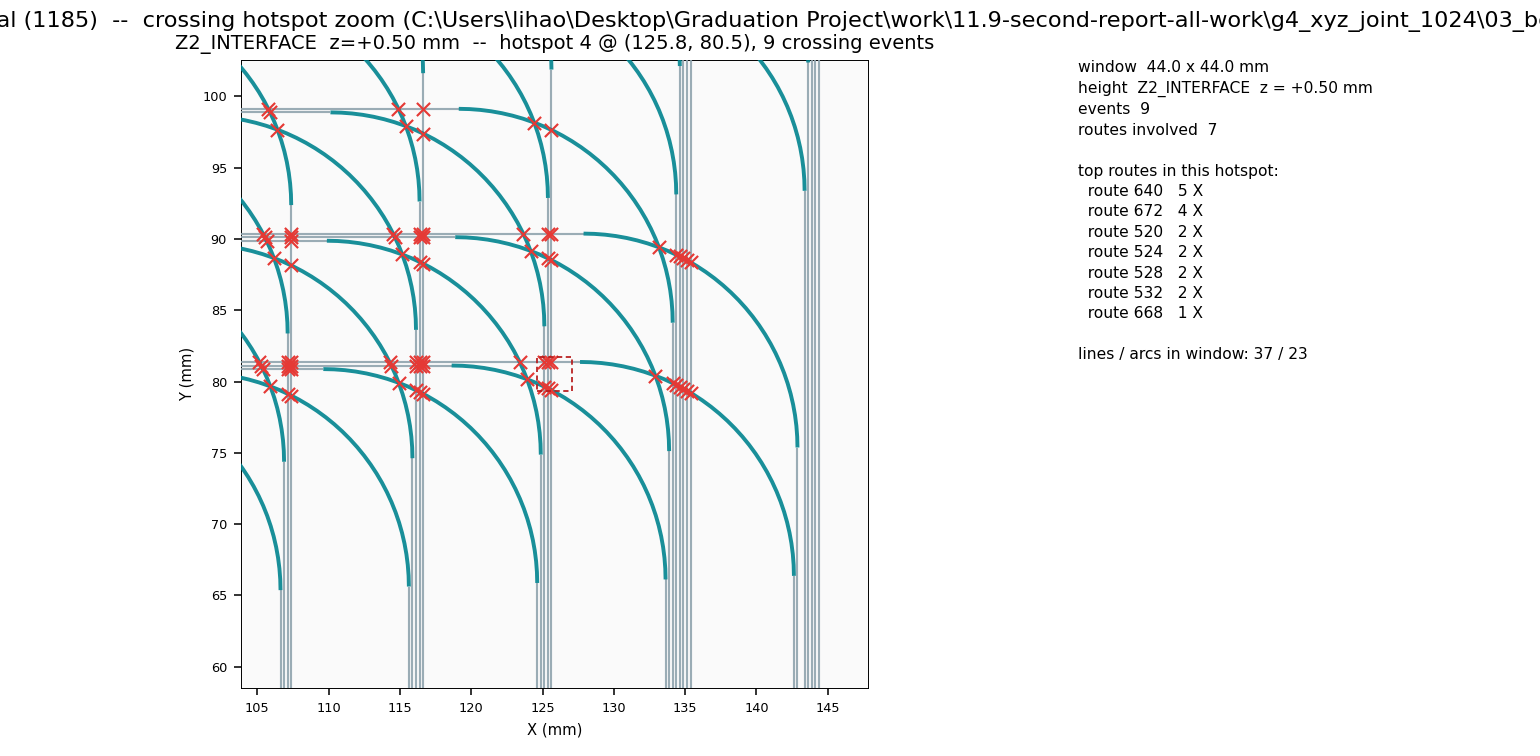 al (1185)  --  crossing hotspot zoom (C:\Users\lihao\Desktop\Graduation Project\work\11.9-second-report-all-work\g4_xyz_joint_1024\03_b
Z2_INTERFACE  z=+0.50 mm  --  hotspot 4 @ (125.8, 80.5), 9 crossing events
window  44.0 x 44.0 mm
height  Z2_INTERFACE  z = +0.50 mm
events  9
routes involved  7
top routes in this hotspot:
route 640   5 X
route 672   4 X
route 520   2 X
route 524   2 X
route 528   2 X
route 532   2 X
route 668   1 X
lines / arcs in window: 37 / 23
Y (mm)
100
95
90
85
80
75
70
65
60
105 110 115 120 125 130 135 140 145
X (mm)